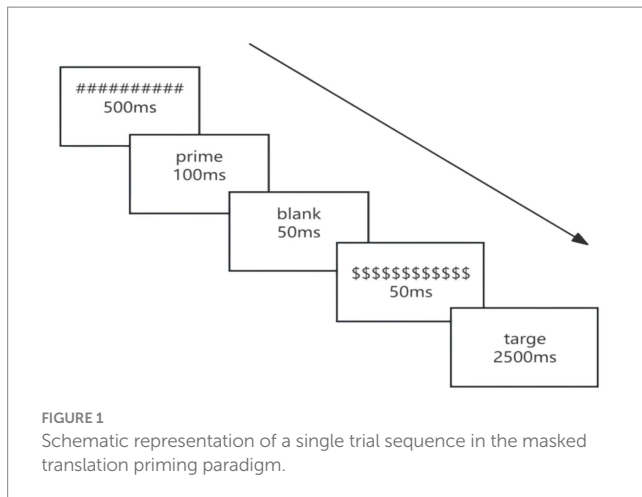 ##########
500ms
prime
100ms
blank
50ms
$$$$$$$$$$$$
50ms
targe
2500ms
FIGURE 1
Schematic representation of a single trial sequence in the masked
translation priming paradigm.